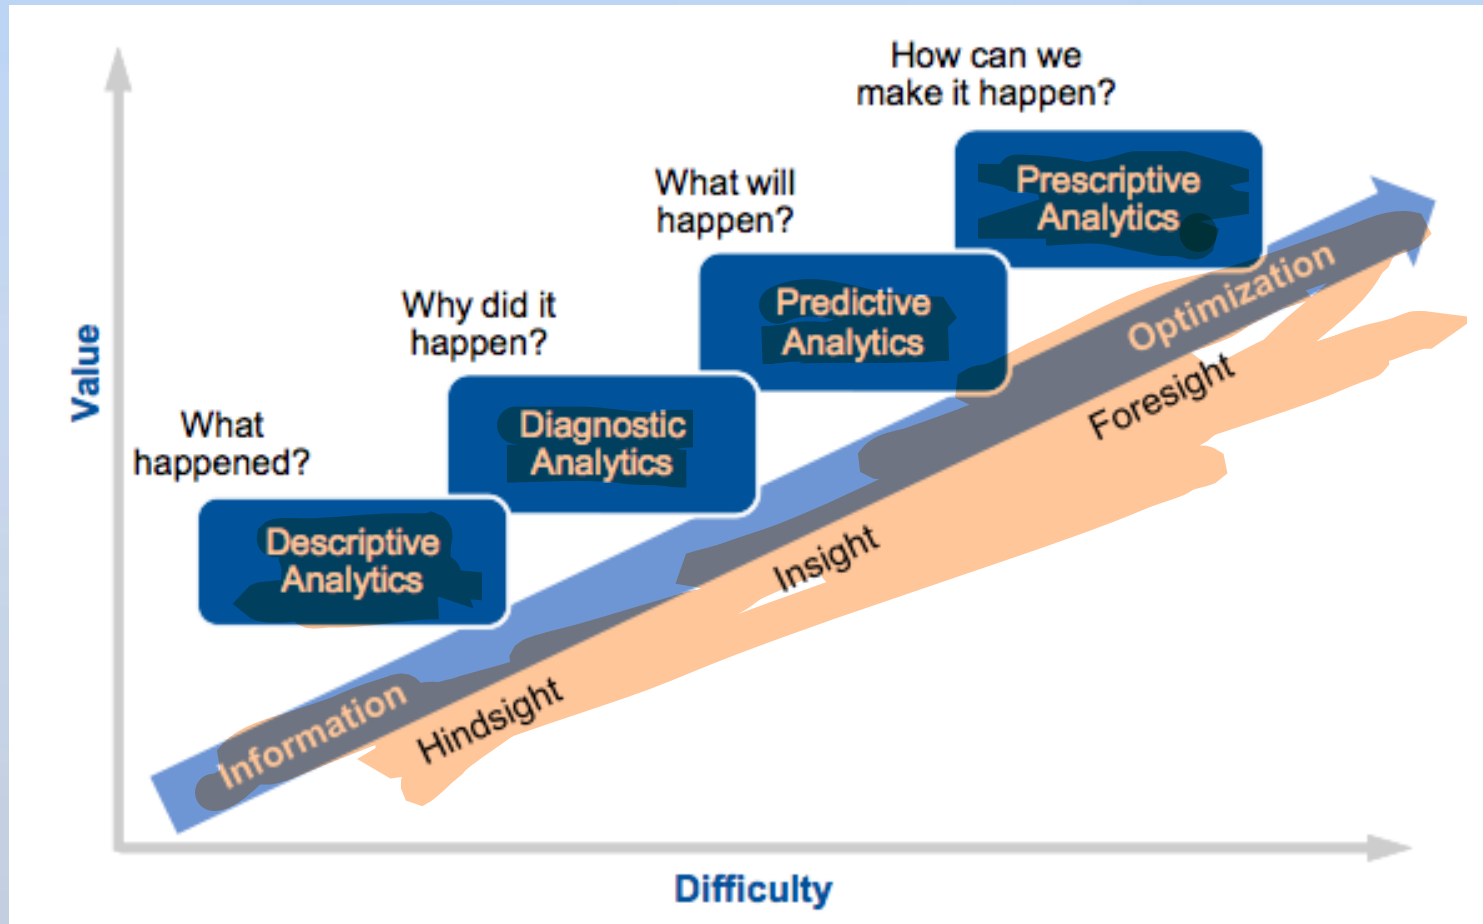 How can we
make it happen?
Prescriptive
Analytics
What will
happen?
Predictive
Analytics
Why did it
happen?
Diagnostic
Analytics
What
happened?
Descriptive
Analytics
Value
Information
Optimization
Hindsight
Insight
Foresight
Difficulty